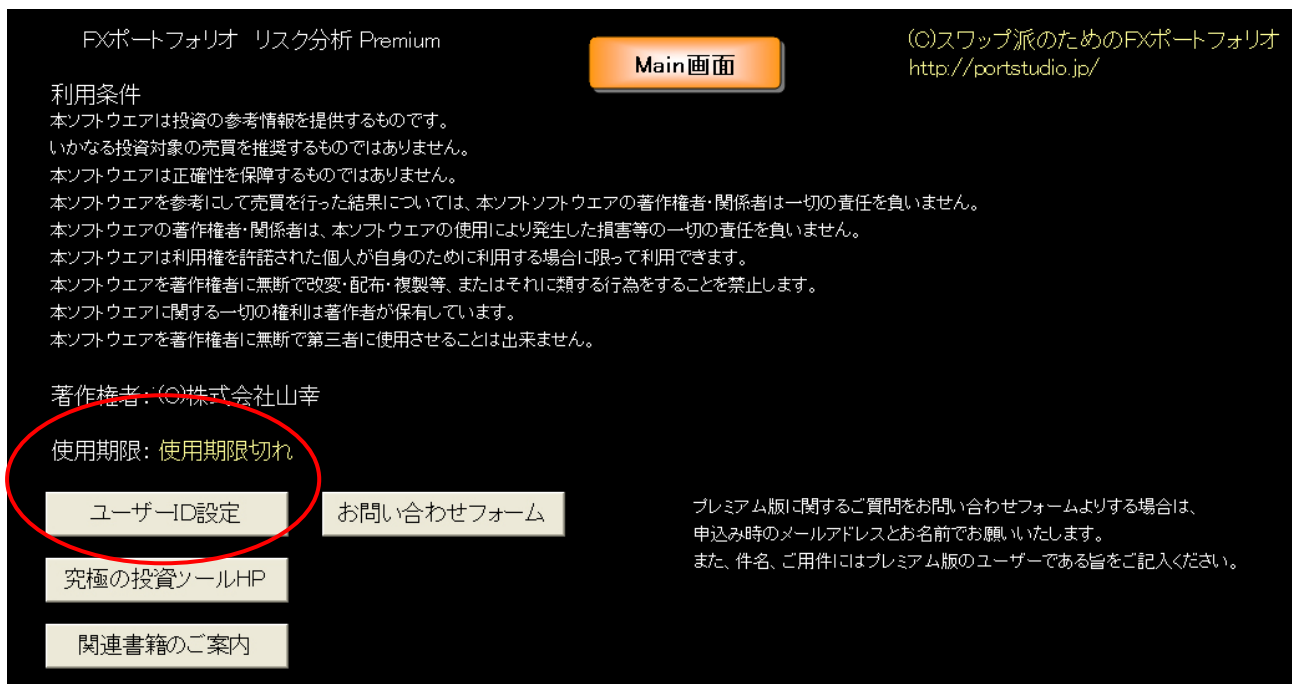 FXポートフォリオ リスク分析 Premium
Main画面
(C)スワップ派のためのFXポートフォリオ
http://portstudio.jp/
利用条件
本ソフトウエアは投資の参考情報を提供するものです。
いかなる投資対象の売買を推奨するものではありません。
本ソフトウエアは正確性を保障するものではありません。
本ソフトウエアを参考にして売買を行った結果については、本ソフトソフトウエアの著作権者・関係者は一切の責任を負いません。
本ソフトウエアの著作権者・関係者は、本ソフトウエアの使用により発生した損害等の一切の責任を負いません。
本ソフトウエアは利用権を許諾された個人が自身のために利用する場合に限って利用できます。
本ソフトウエアを著作権者に無断で改変・配布・複製等、またはそれに類する行為をすることを禁止します。
本ソフトウエアに関する一切の権利は著作者が保有しています。
本ソフトウエアを著作権者に無断で第三者に使用させることは出来ません。
著作権者：(C)株式会社山幸
使用期限：使用期限切れ
ユーザーID設定
お問い合わせフォーム
究極の投資ツールHP
関連書籍のご案内
プレミアム版に関するご質問をお問い合わせフォームよりする場合は、
申込み時のメールアドレスとお名前でお願いいたします。
また、件名、ご用件にはプレミアム版のユーザーである旨をご記入ください。